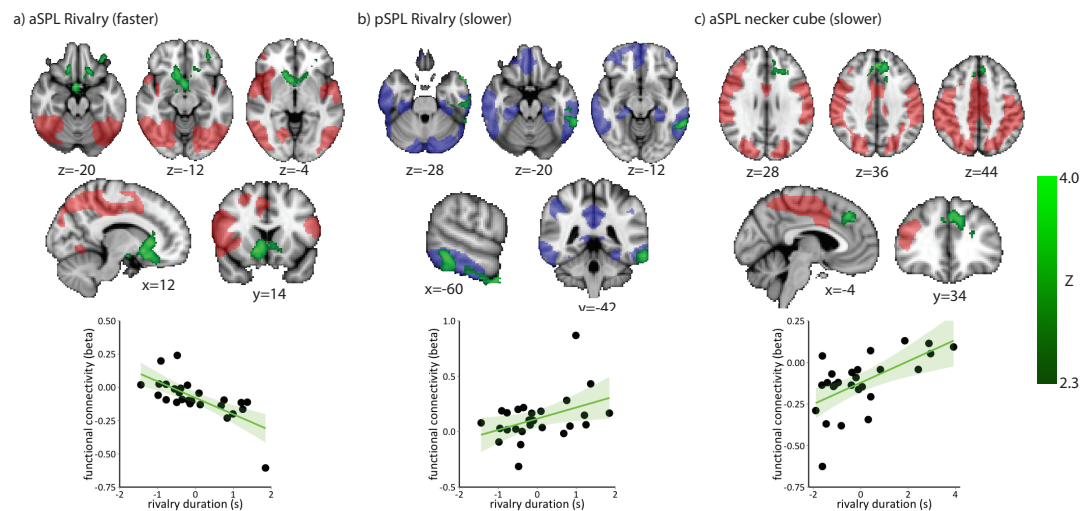 a) aSPL Rivalry (faster)
b) pSPL Rivalry (slower)
c) aSPL necker cube (slower)
z=-20
z=-12
z=-4
z=-28
z=-20
z=-12
z=28
z=36
z=44
x=12
y=14
x=-60
y=-42
x=-4
y=34
4.0
Z
2.3
functional connectivity (beta)
0.50
0.25
0.00
-0.25
-0.50
-0.75
-2
-1
0
1
2
rivalry duration (s)
functional connectivity (beta)
1.0
0.5
0.0
-0.5
-2
-1
0
1
2
rivalry duration (s)
functional connectivity (beta)
0.25
0.00
-0.25
-0.50
-0.75
-2
0
2
4
rivalry duration (s)